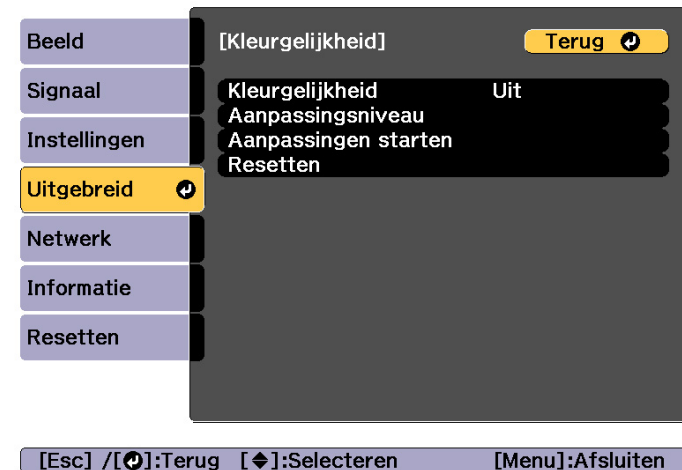 Beeld
Signaal
Instellingen
Uitgebreid
Netwerk
Informatie
Resetten
[Kleurgelijkheid]
Terug
Kleurgelijkheid Uit
Aanpassingsniveau
Aanpassingen starten
Resetten
[Esc] /[⏎]:Terug [◆]:Selecteren [Menu]:Afsluiten